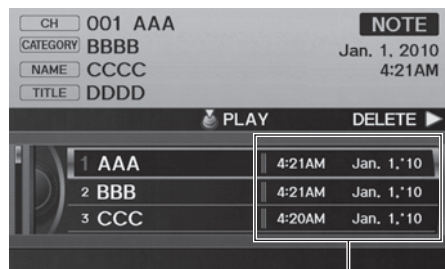 CH 001 AAA NOTE
CATEGORY BBBB Jan. 1, 2010
NAME CCCC 4:21AM
TITLE DDDD
PLAY DELETE
1 AAA 4:21AM Jan. 1,'10
2 BBB 4:21AM Jan. 1,'10
3 CCC 4:20AM Jan. 1,'10